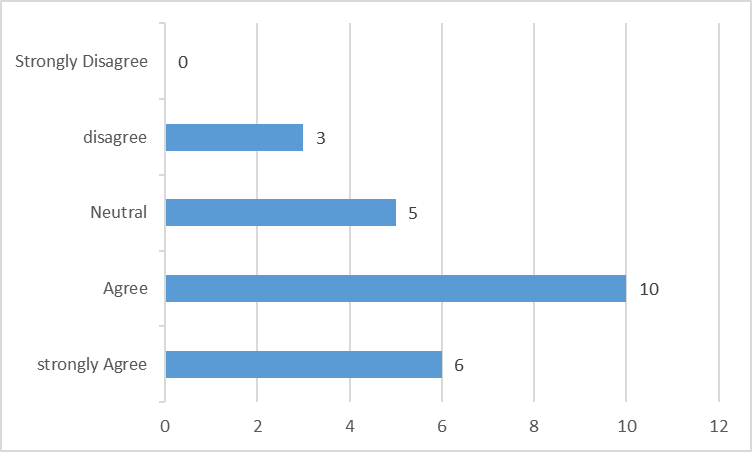 Strongly Disagree 0
disagree 3
Neutral 5
Agree 10
strongly Agree 6
0 2 4 6 8 10 12